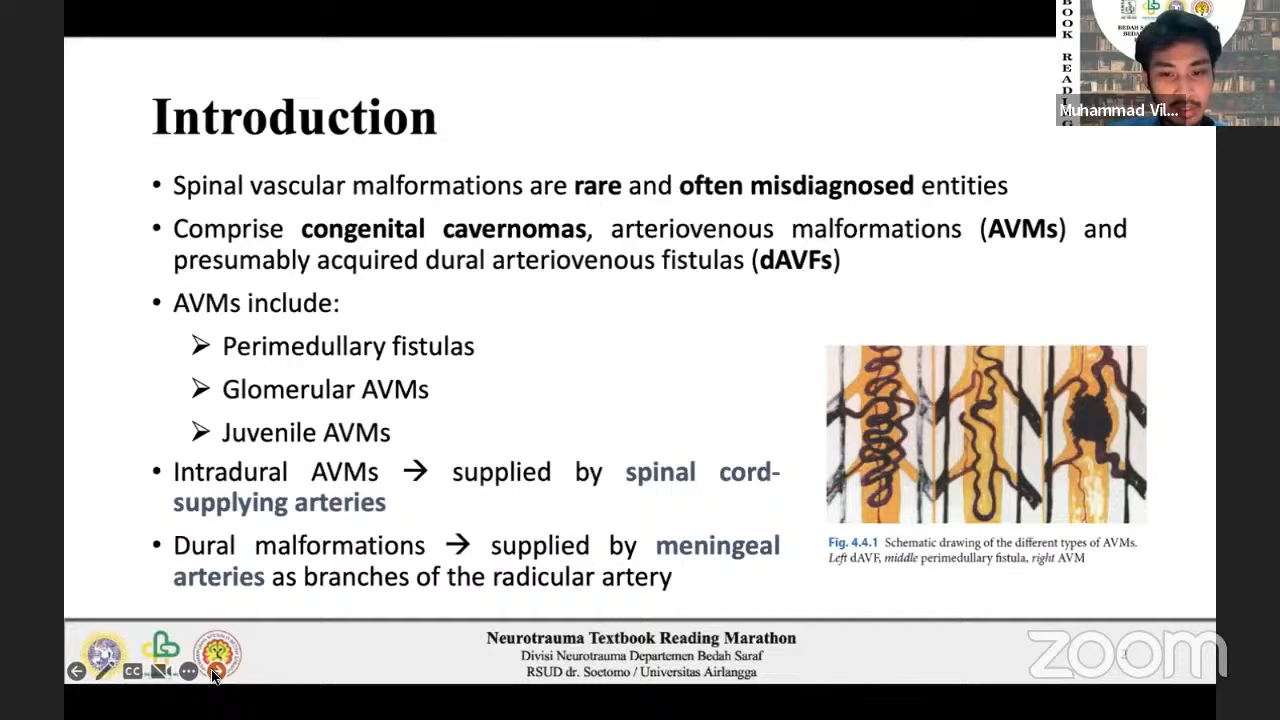 Introduction
• Spinal vascular malformations are rare and often misdiagnosed entities
• Comprise congenital cavernomas, arteriovenous malformations (AVMs) and
presumably acquired dural arteriovenous fistulas (dAVFs)
• AVMs include:
➢ Perimedullary fistulas
➢ Glomerular AVMs
➢ Juvenile AVMs
• Intradural AVMs → supplied by spinal cord-
supplying arteries
• Dural malformations → supplied by meningeal
arteries as branches of the radicular artery
Fig. 4.4.1 Schematic drawing of the different types of AVMs.
Left dAVF, middle perimedullary fistula, right AVM
Neurotrauma Textbook Reading Marathon
Divisi Neurotrauma Departemen Bedah Saraf
RSUD dr. Soetomo / Universitas Airlangga
zoom
Muhammad Vil...
CC